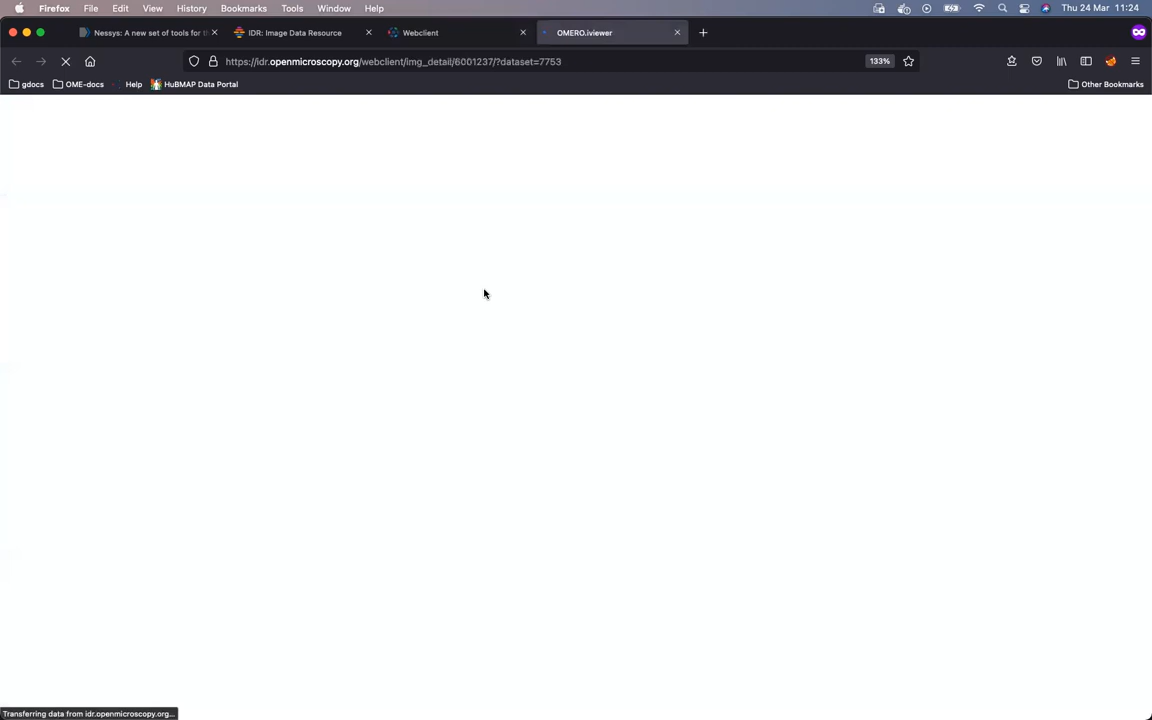 Firefox File Edit View History Bookmarks Tools Window Help Thu 24 Mar 11:24
Nessys: A new set of tools for th IDR: Image Data Resource Webclient OMERO.iviewer
https://idr.openmicroscopy.org/webclient/img_detail/6001237/?dataset=7753 133%
gdocs OME-docs Help HuBMAP Data Portal Other Bookmarks
Transferring data from idr.openmicroscopy.org...